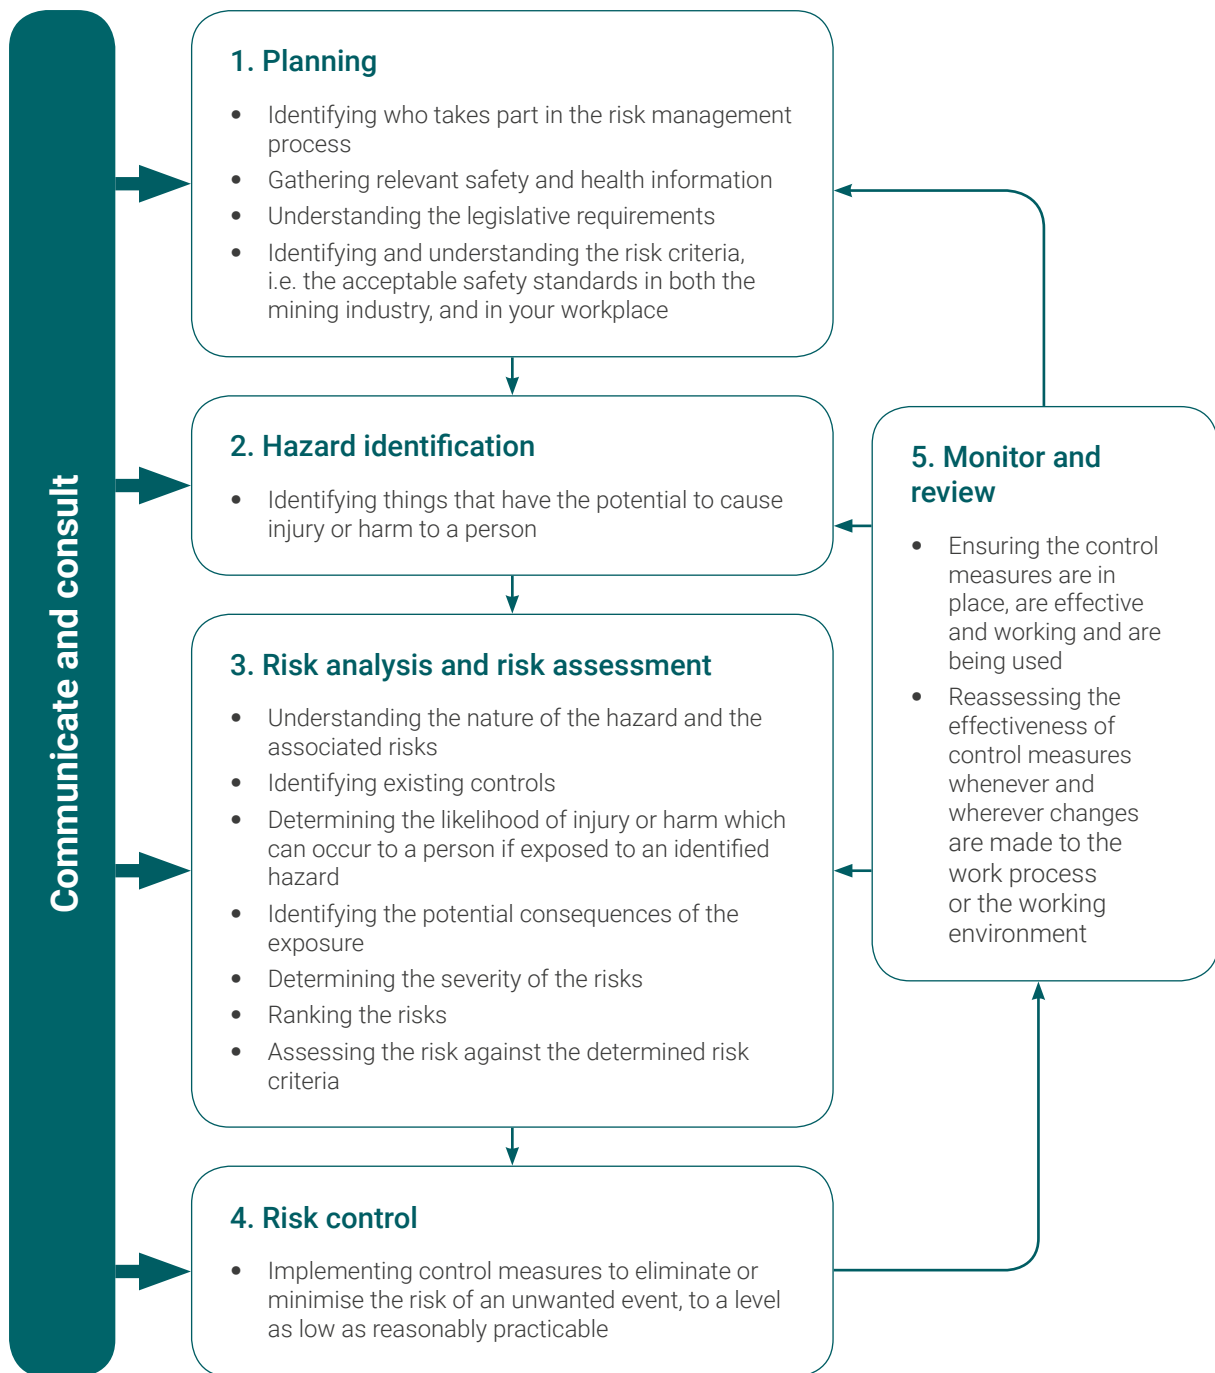 Communicate and consult
1. Planning
• Identifying who takes part in the risk management
process
• Gathering relevant safety and health information
• Understanding the legislative requirements
• Identifying and understanding the risk criteria,
i.e. the acceptable safety standards in both the
mining industry, and in your workplace
2. Hazard identification
• Identifying things that have the potential to cause
injury or harm to a person
3. Risk analysis and risk assessment
• Understanding the nature of the hazard and the
associated risks
• Identifying existing controls
• Determining the likelihood of injury or harm which
can occur to a person if exposed to an identified
hazard
• Identifying the potential consequences of the
exposure
• Determining the severity of the risks
• Ranking the risks
• Assessing the risk against the determined risk
criteria
4. Risk control
• Implementing control measures to eliminate or
minimise the risk of an unwanted event, to a level
as low as reasonably practicable
5. Monitor and
review
• Ensuring the control
measures are in
place, are effective
and working and are
being used
• Reassessing the
effectiveness of
control measures
whenever and
wherever changes
are made to the
work process
or the working
environment